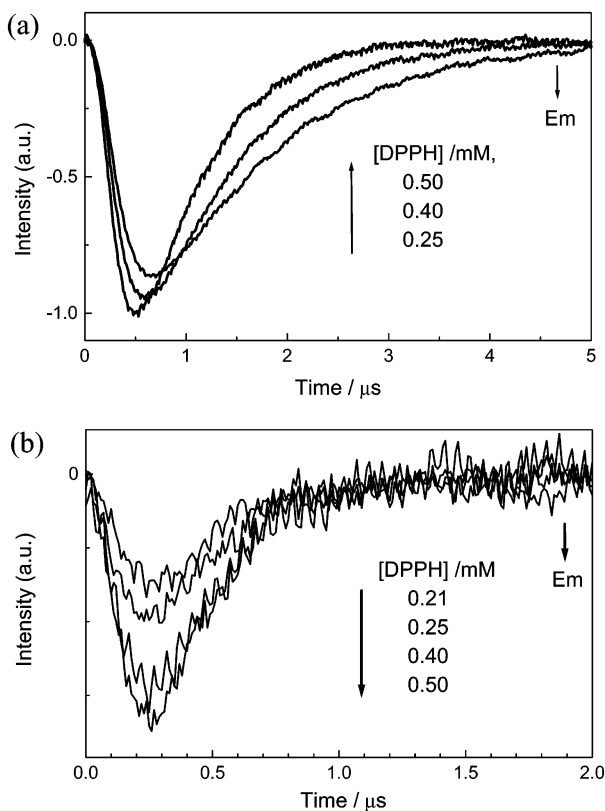 (a)
0.0
-0.5
-1.0
Intensity (a.u.)
Em
[DPPH] /mM,
0.50
0.40
0.25
0
1
2
3
4
5
Time / μs
(b)
0
Intensity (a.u.)
[DPPH] /mM
Em
0.21
0.25
0.40
0.50
0.0
0.5
1.0
1.5
2.0
Time / μs